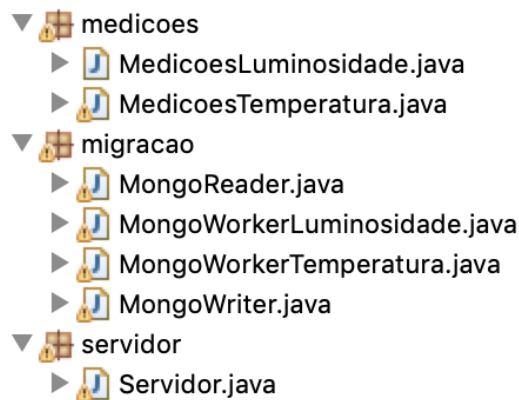 medicoes
MedicoesLuminosidade.java
MedicoesTemperatura.java
migracao
MongoReader.java
MongoWorkerLuminosidade.java
MongoWorkerTemperatura.java
MongoWriter.java
servidor
Servidor.java